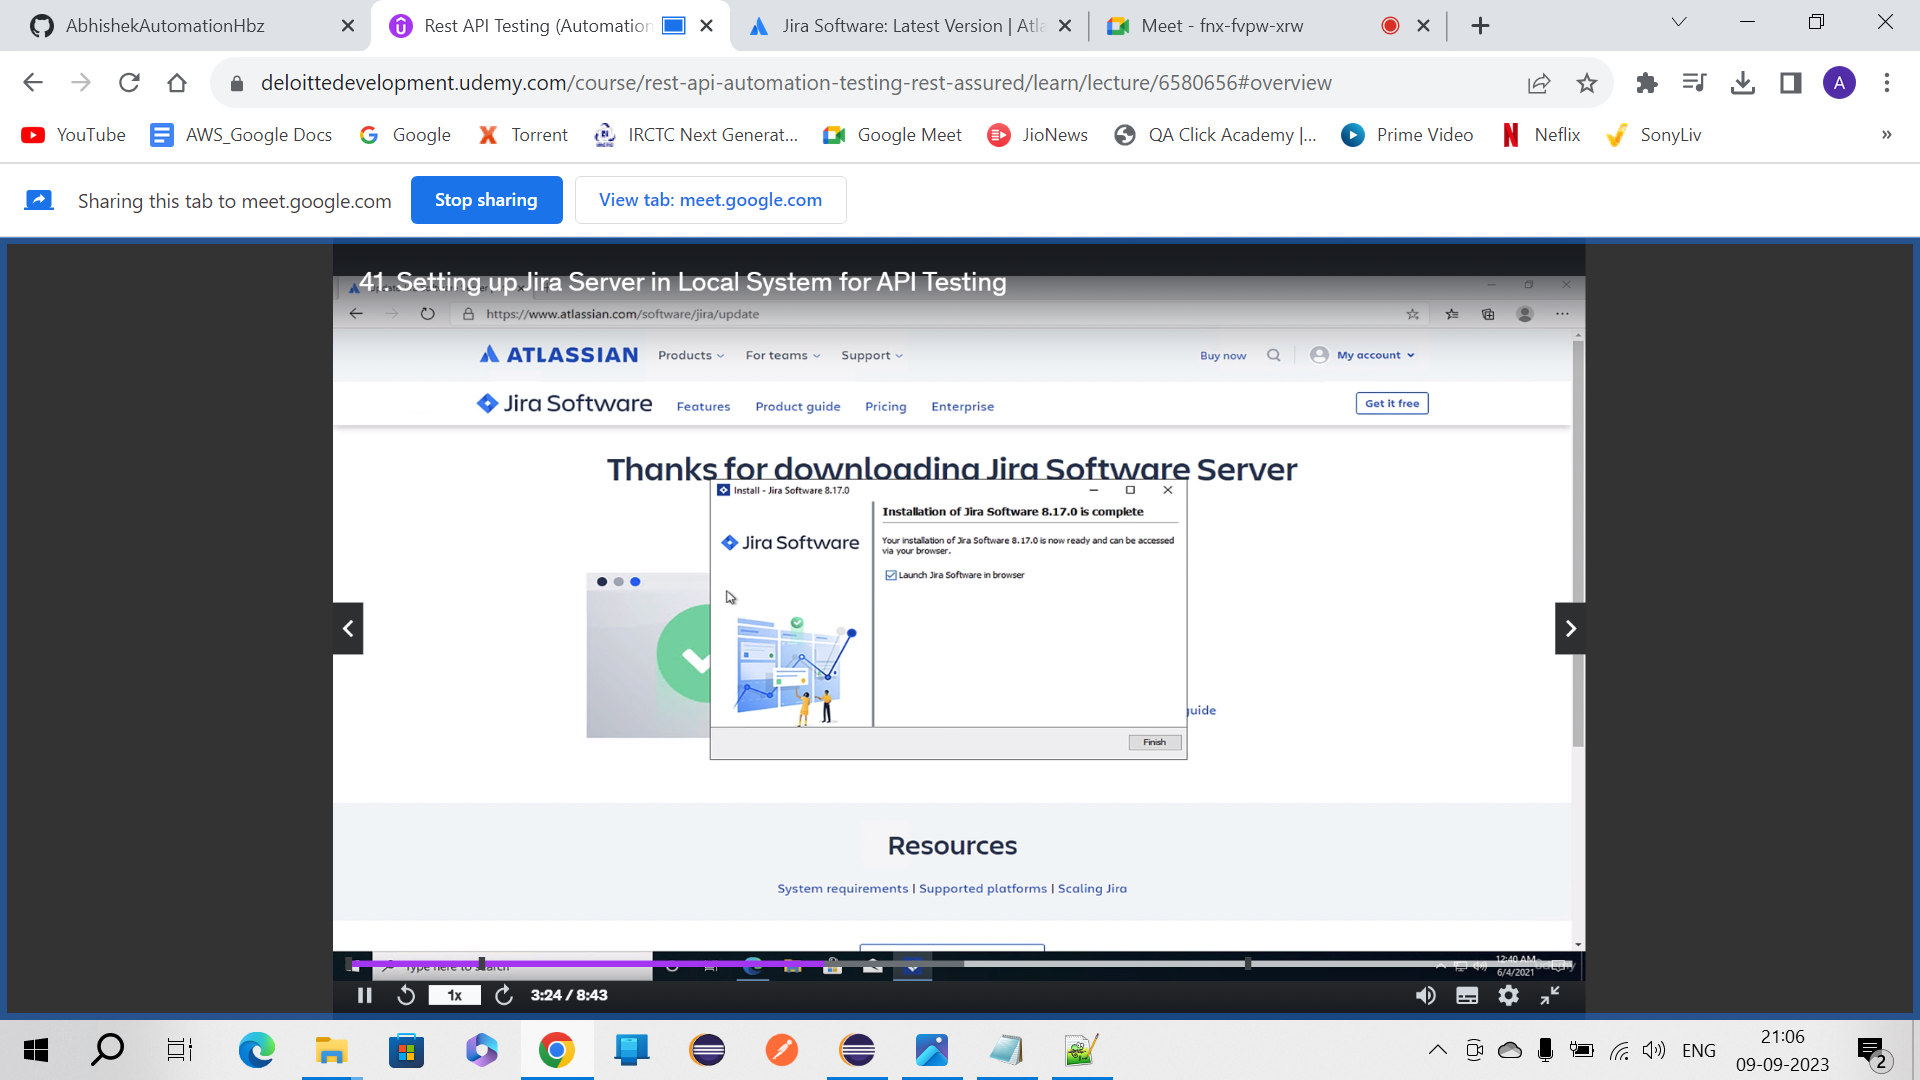 AbhishekAutomationHbz
Rest API Testing (Automation
Jira Software: Latest Version | Atla
Meet - fnx-fvpw-xrw
deloittedevelopment.udemy.com/course/rest-api-automation-testing-rest-assured/learn/lecture/6580656#overview
A
YouTube
AWS_Google Docs
Google
Torrent
IRCTC Next Generat...
Google Meet
JioNews
QA Click Academy |...
Prime Video
Neflix
SonyLiv
»
Sharing this tab to meet.google.com
Stop sharing
View tab: meet.google.com
41. Setting up Jira Server in Local System for API Testing
https://www.atlassian.com/software/jira/update
ATLASSIAN
Products
For teams
Support
Buy now
My account
Jira Software
Features
Product guide
Pricing
Enterprise
Get it free
Thanks for downloading Jira Software Server
Install - Jira Software 8.17.0
Installation of Jira Software 8.17.0 is complete
Jira Software
Your installation of Jira Software 8.17.0 is now ready and can be accessed
via your browser.
Launch Jira Software in browser
guide
Finish
Resources
System requirements | Supported platforms | Scaling Jira
Type here to search
12:40 AM
6/4/2021
1x
3:24 / 8:43
ENG
21:06
09-09-2023
2